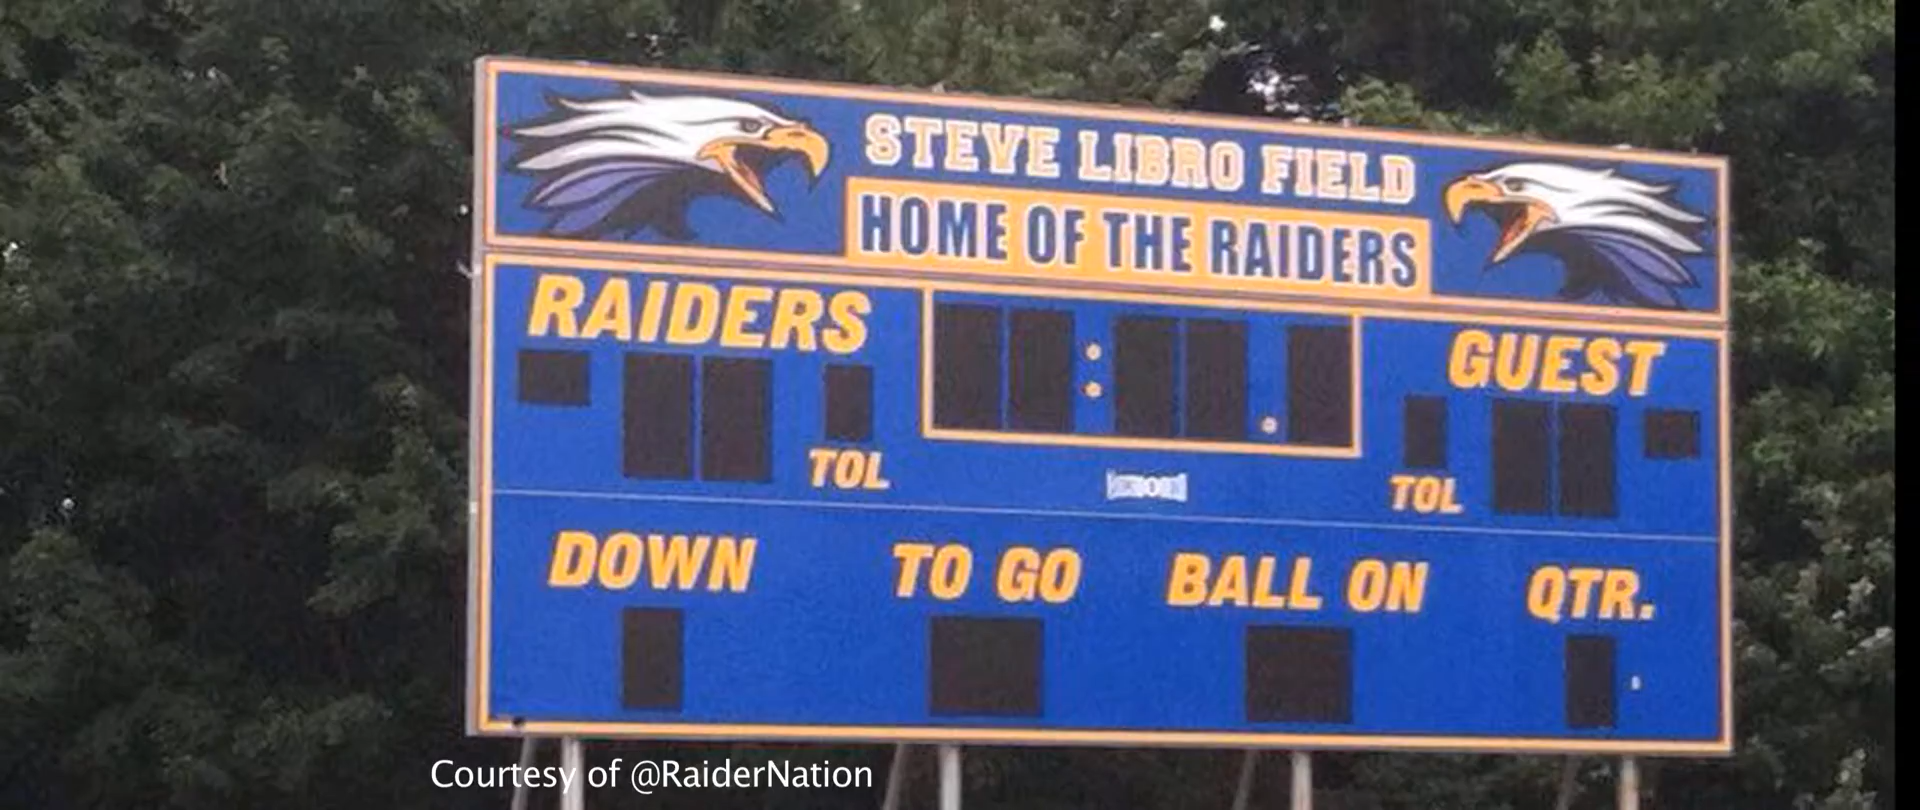 STEVE LIBRO FIELD
HOME OF THE RAIDERS
RAIDERS
GUEST
TOL
TOL
DOWN
TO GO
BALL ON
QTR.
Courtesy of @RaiderNation